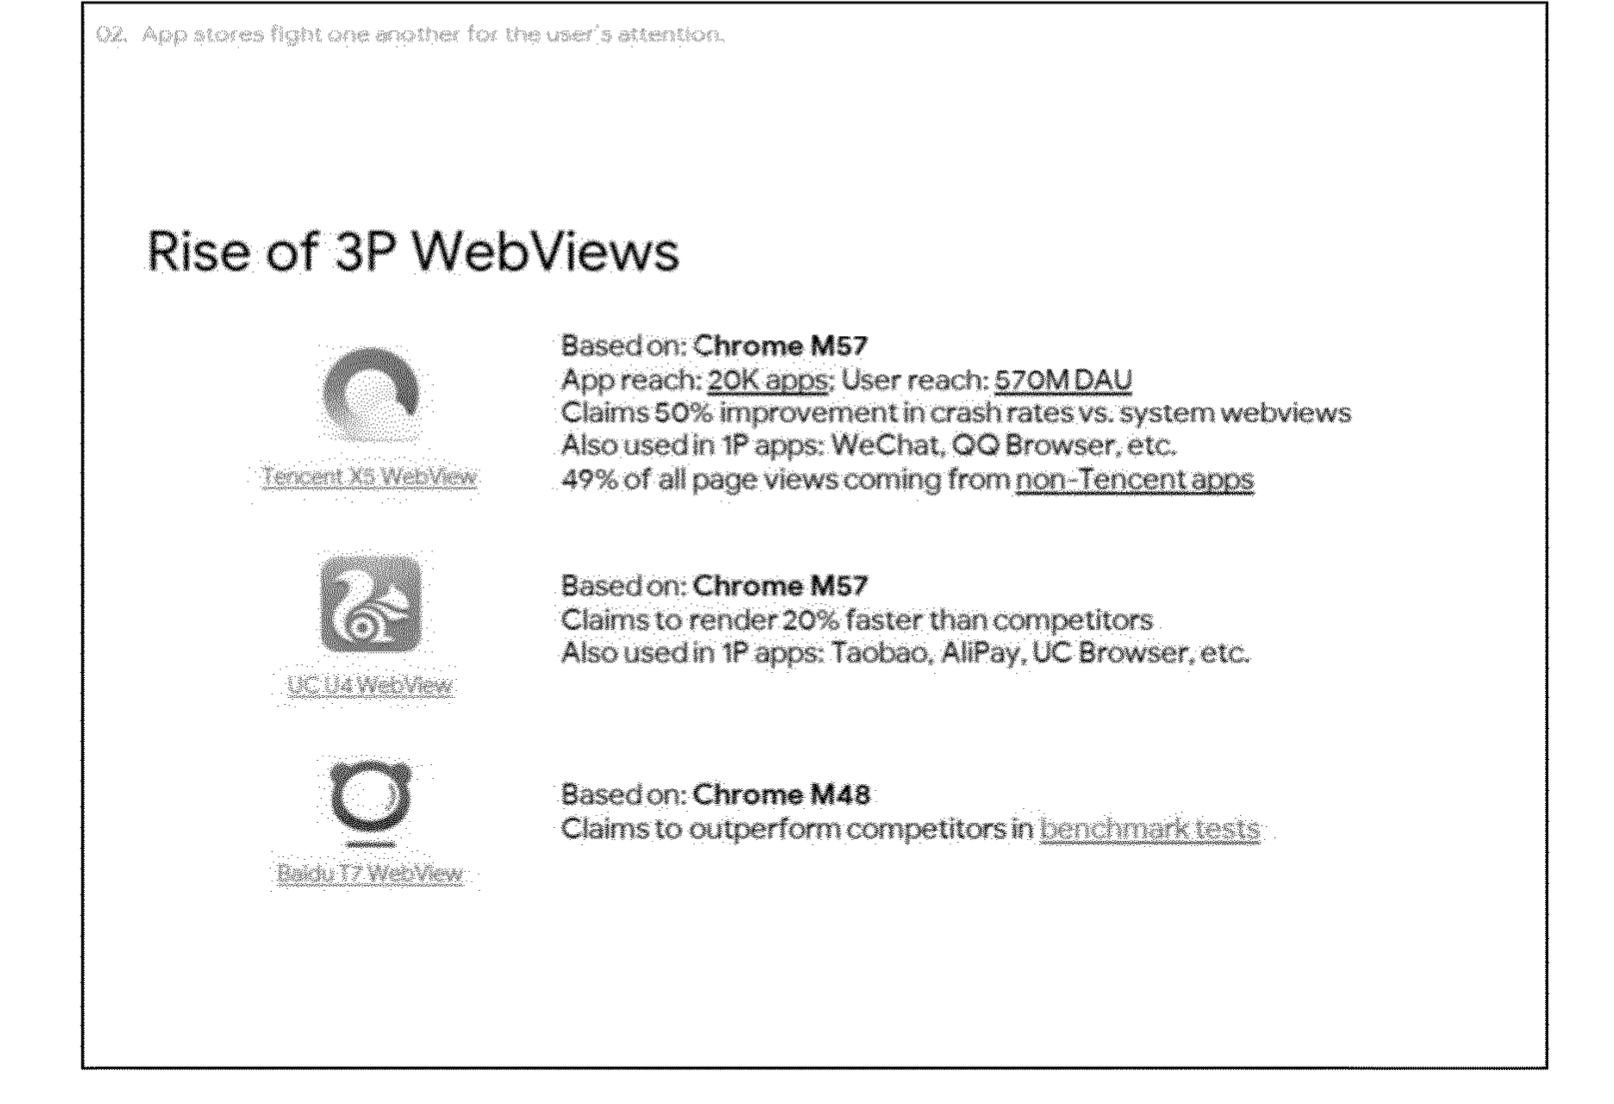 02. App stores fight one another for the user's attention.
Rise of 3P WebViews
Based on: Chrome M57
App reach: 20K apps; User reach: 570M DAU
Claims 50% improvement in crash rates vs. system webviews
Also used in 1P apps: WeChat, QQ Browser, etc.
49% of all page views coming from non-Tencent apps
Tencent X5 WebView
Based on: Chrome M57
Claims to render 20% faster than competitors
Also used in 1P apps: Taobao, AliPay, UC Browser, etc.
UC U4 WebView
Based on: Chrome M48
Claims to outperform competitors in benchmark tests
Baidu T7 WebView